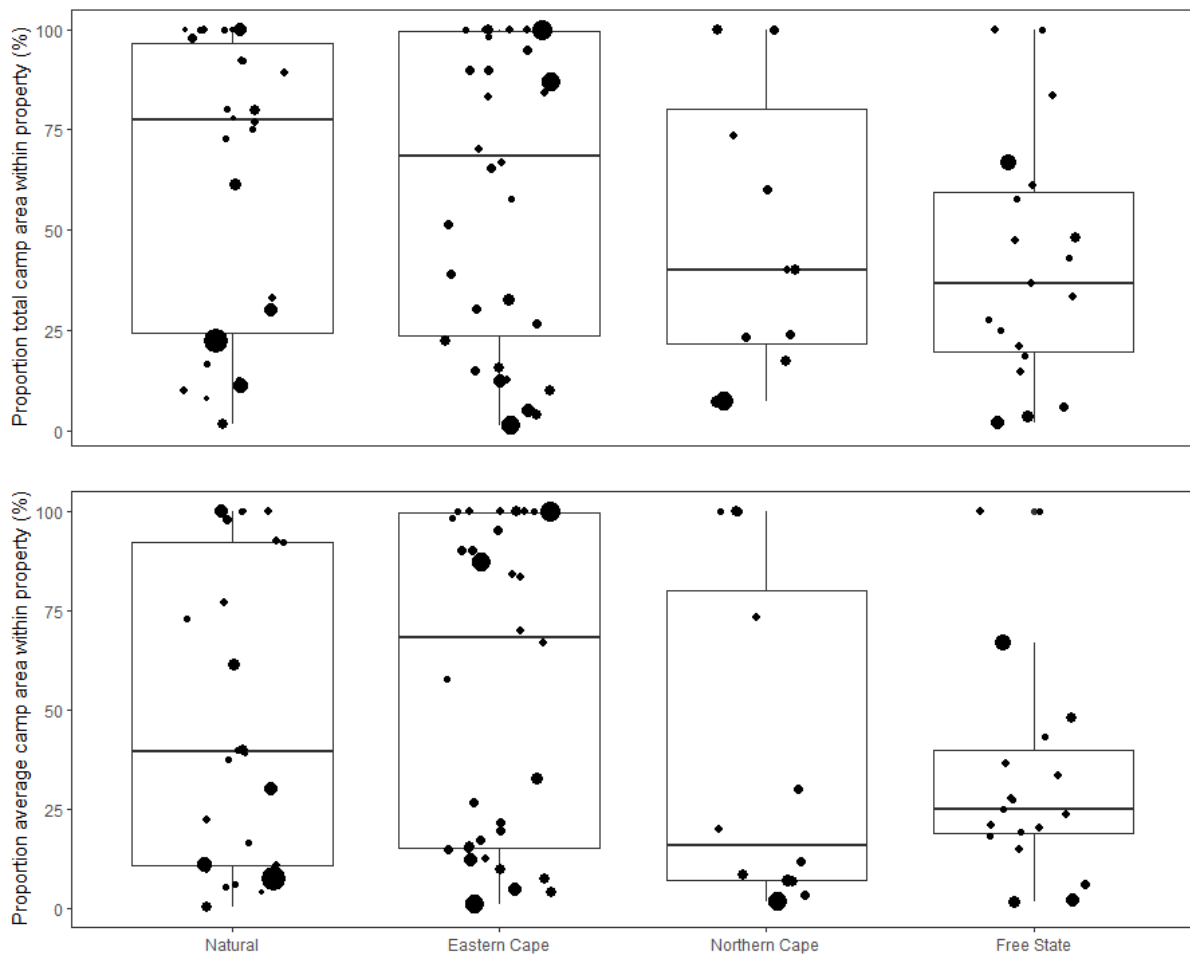 Proportion total camp area within property (%)
100
75
50
25
0
Proportion average camp area within property (%)
100
75
50
25
0
Natural
Eastern Cape
Northern Cape
Free State